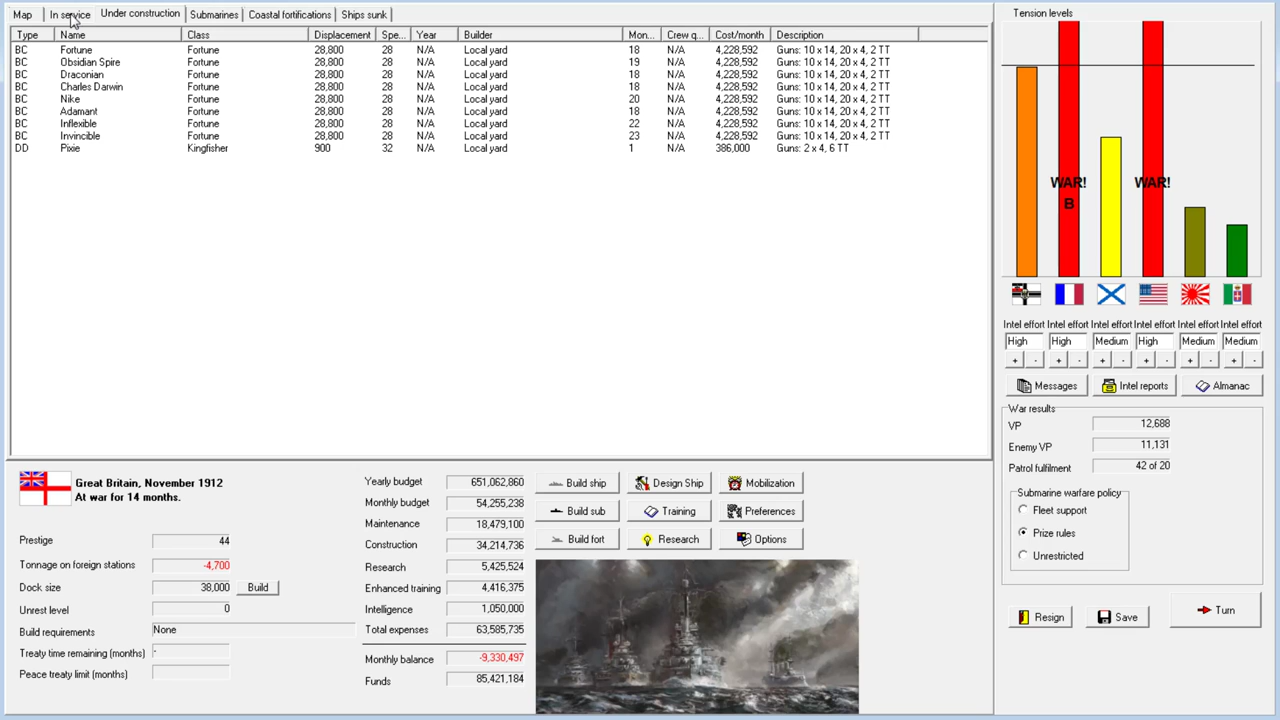 Map In service Under construction Submarines Coastal fortifications Ships sunk
Type Name Class Displacement Spe... Year Builder Mon... Crew q... Cost/month Description
BC Fortune Fortune 28,800 28 N/A Local yard 18 N/A 4,228,592 Guns: 10 x 14, 20 x 4, 2 TT
BC Obsidian Spire Fortune 28,800 28 N/A Local yard 19 N/A 4,228,592 Guns: 10 x 14, 20 x 4, 2 TT
BC Draconian Fortune 28,800 28 N/A Local yard 18 N/A 4,228,592 Guns: 10 x 14, 20 x 4, 2 TT
BC Charles Darwin Fortune 28,800 28 N/A Local yard 18 N/A 4,228,592 Guns: 10 x 14, 20 x 4, 2 TT
BC Nike Fortune 28,800 28 N/A Local yard 20 N/A 4,228,592 Guns: 10 x 14, 20 x 4, 2 TT
BC Adamant Fortune 28,800 28 N/A Local yard 18 N/A 4,228,592 Guns: 10 x 14, 20 x 4, 2 TT
BC Inflexible Fortune 28,800 28 N/A Local yard 22 N/A 4,228,592 Guns: 10 x 14, 20 x 4, 2 TT
BC Invincible Fortune 28,800 28 N/A Local yard 23 N/A 4,228,592 Guns: 10 x 14, 20 x 4, 2 TT
DD Pixie Kingfisher 900 32 N/A Local yard 1 N/A 386,000 Guns: 2 x 4, 6 TT
Great Britain, November 1912
At war for 14 months.
Prestige 44
Tonnage on foreign stations -4,700
Dock size 38,000 Build
Unrest level 0
Build requirements None
Treaty time remaining (months) -
Peace treaty limit (months)
Yearly budget 651,062,860
Monthly budget 54,255,238
Maintenance 18,479,100
Construction 34,214,736
Research 5,425,524
Enhanced training 4,416,375
Intelligence 1,050,000
Total expenses 63,585,735
Monthly balance -9,330,497
Funds 85,421,184
Build ship Design Ship Mobilization
Build sub Training Preferences
Build fort Research Options
Tension levels
WAR! WAR!
B
Intel effort Intel effort Intel effort Intel effort Intel effort Intel effort
High High Medium High Medium Medium
+ - + - + - + - + - + -
Messages Intel reports Almanac
War results
VP 12,688
Enemy VP 11,131
Patrol fulfilment 42 of 20
Submarine warfare policy
Fleet support
Prize rules
Unrestricted
Resign Save Turn